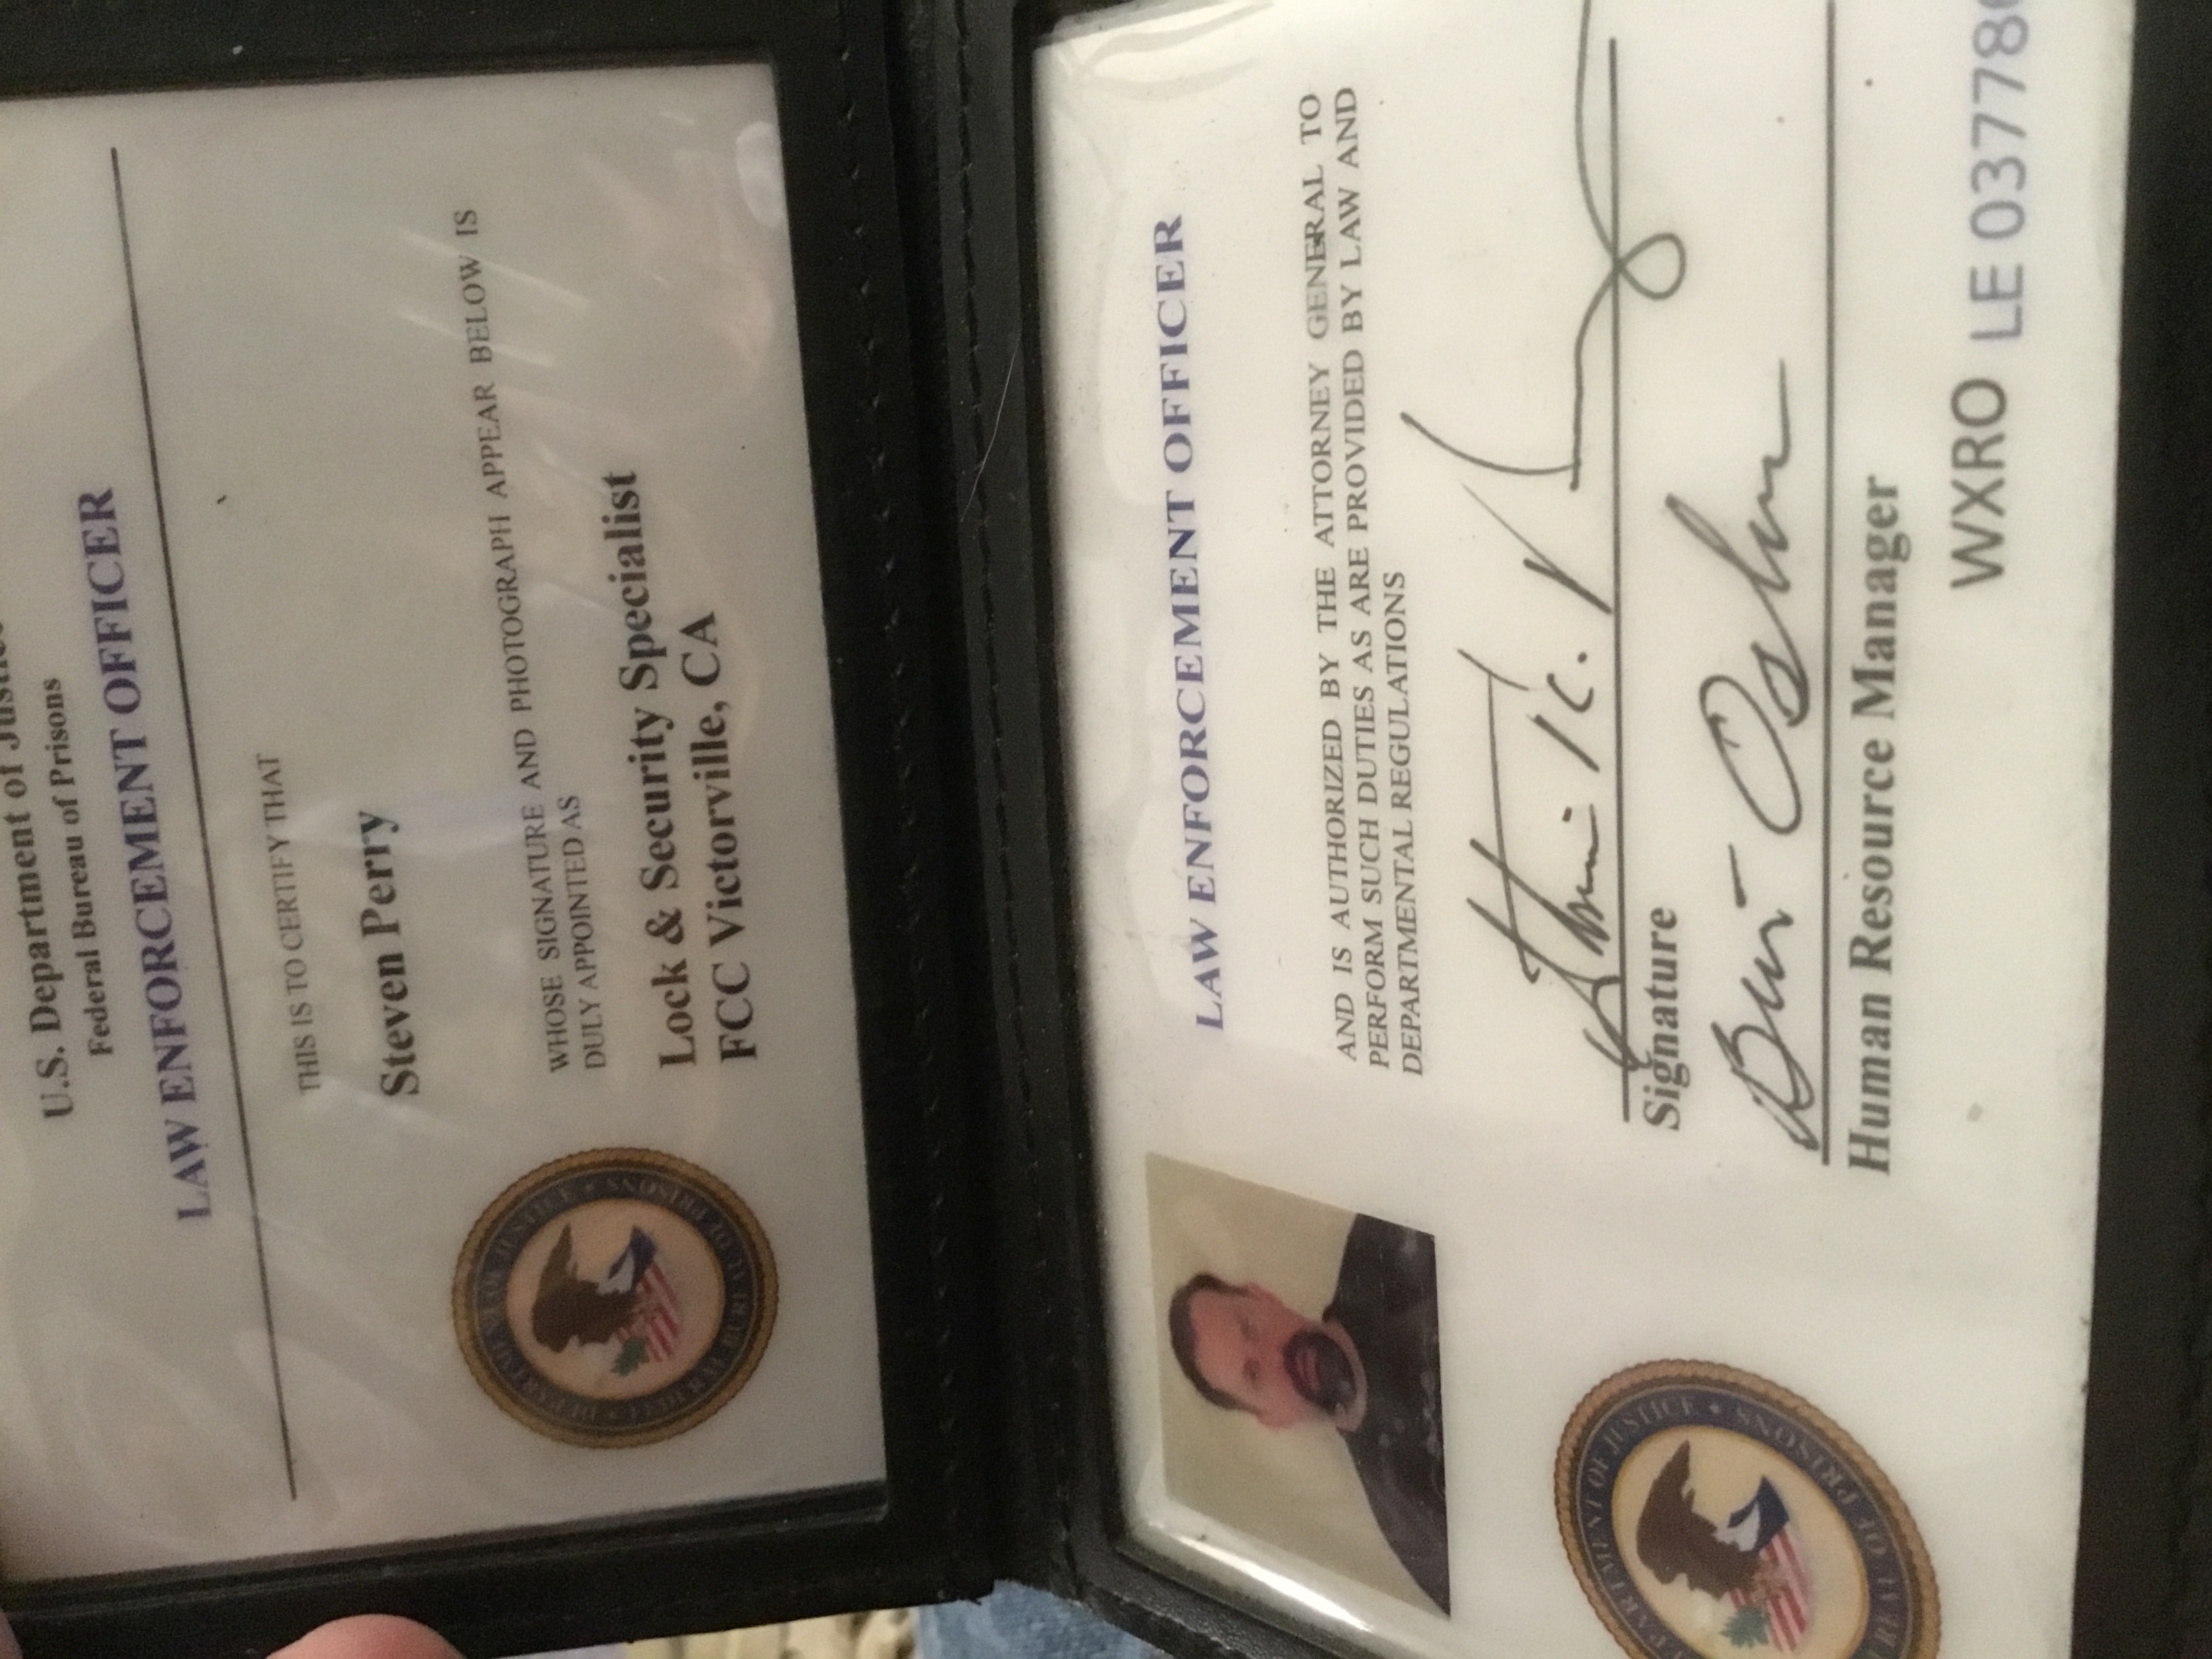 U.S. Department of
Federal Bureau of Prisons
LAW ENFORCEMENT OFFICER
THIS IS TO CERTIFY THAT
Steven Perry
WHOSE SIGNATURE AND PHOTOGRAPH APPEAR BELOW IS
DULY APPOINTED AS
Lock & Security Specialist
FCC Victorville, CA
LAW ENFORCEMENT OFFICER
AND IS AUTHORIZED BY THE ATTORNEY GENERAL TO
PERFORM SUCH DUTIES AS ARE PROVIDED BY LAW AND
DEPARTMENTAL REGULATIONS
Signature
Human Resource Manager
WXRO LE 03778
DEPARTMENT OF JUSTICE